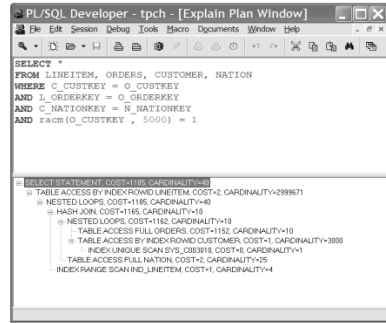 PL/SQL Developer - tpch - [Explain Plan Window]
File Edit Session Debug Tools Macro Documents Window Help
SELECT *
FROM LINEITEM, ORDERS, CUSTOMER, NATION
WHERE C_CUSTKEY = O_CUSTKEY
AND L_ORDERKEY = O_ORDERKEY
AND C_NATIONKEY = N_NATIONKEY
AND racm(O_CUSTKEY , 5000) = 1
SELECT STATEMENT, COST=1185, CARDINALITY=40
TABLE ACCESS BY INDEX ROWID LINEITEM, COST=2, CARDINALITY=2999671
NESTED LOOPS, COST=1185, CARDINALITY=40
HASH JOIN, COST=1165, CARDINALITY=10
NESTED LOOPS, COST=1162, CARDINALITY=10
TABLE ACCESS FULL ORDERS, COST=1152, CARDINALITY=10
TABLE ACCESS BY INDEX ROWID CUSTOMER, COST=1, CARDINALITY=3000
INDEX UNIQUE SCAN SYS_C003018, COST=0, CARDINALITY=1
TABLE ACCESS FULL NATION, COST=2, CARDINALITY=25
INDEX RANGE SCAN IND_LINEITEM, COST=1, CARDINALITY=4